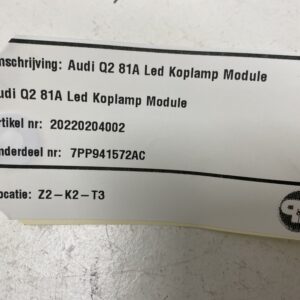 mschrijving: Audi Q2 81A Led Koplamp Module
udi Q2 81A Led Koplamp Module
rtikel nr: 20220204002
nderdeel nr: 7PP941572AC
ocatie: Z2-K2-T3